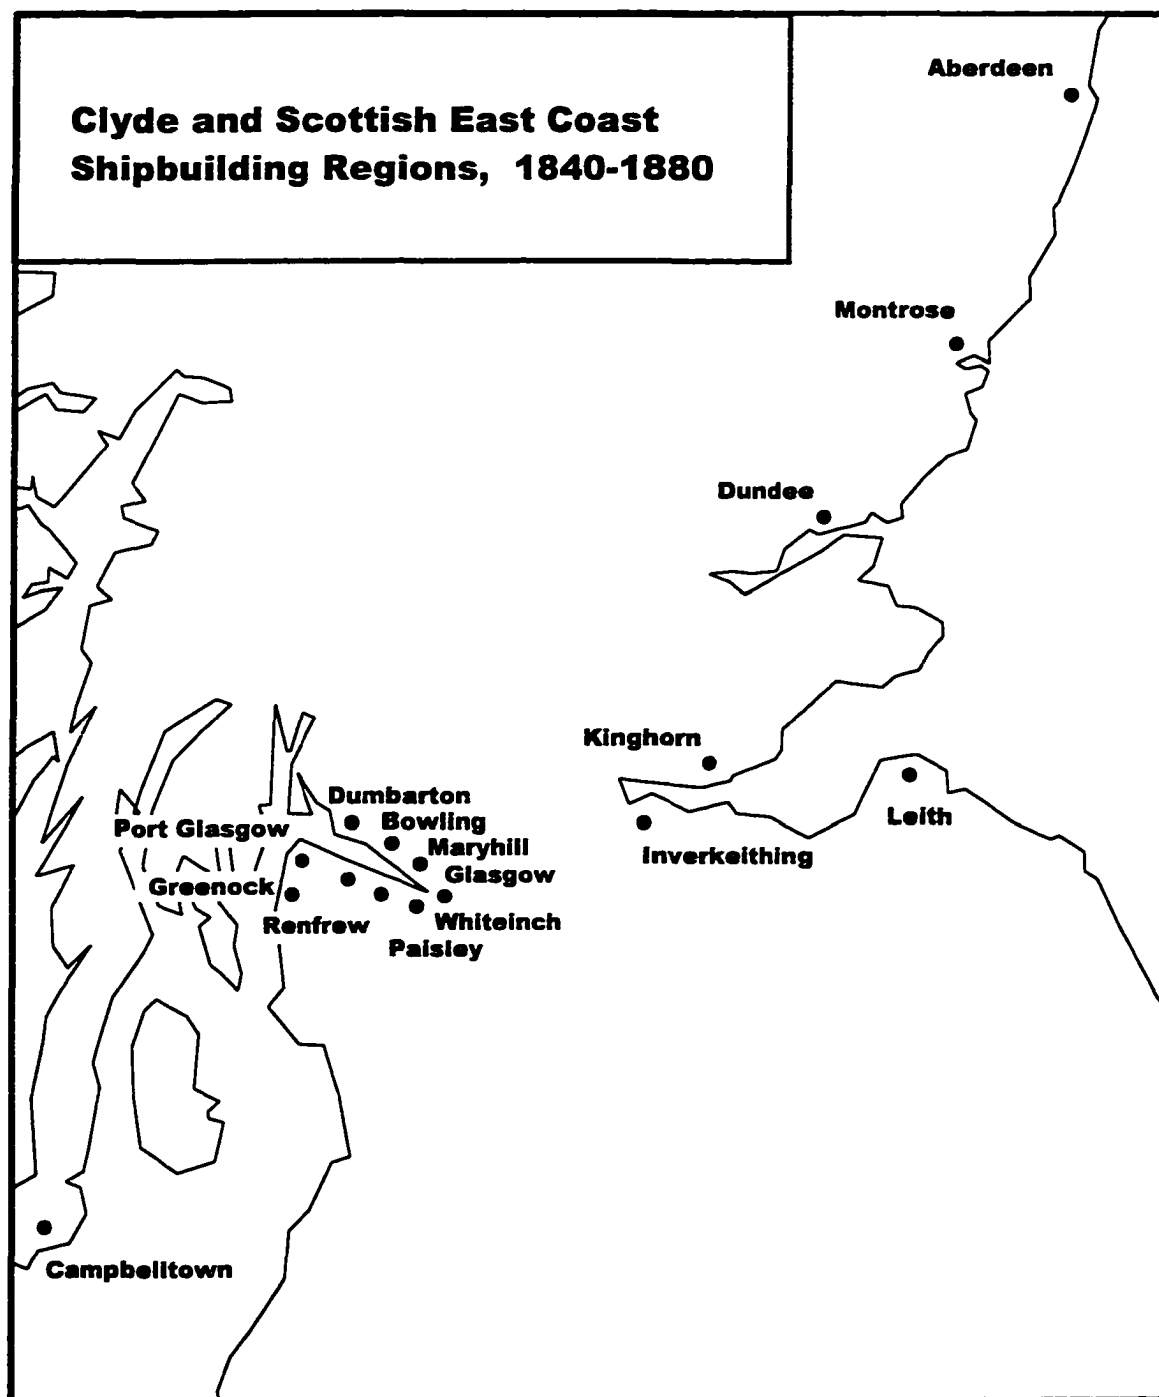 Clyde and Scottish East Coast
Shipbuilding Regions, 1840-1880
Aberdeen
Montrose
Dundee
Kinghorn
Dumbarton
Bowling
Port Glasgow
Maryhill
Leith
Inverkeithing
Glasgow
Greenock
Renfrew
Whiteinch
Paisley
Campbelltown